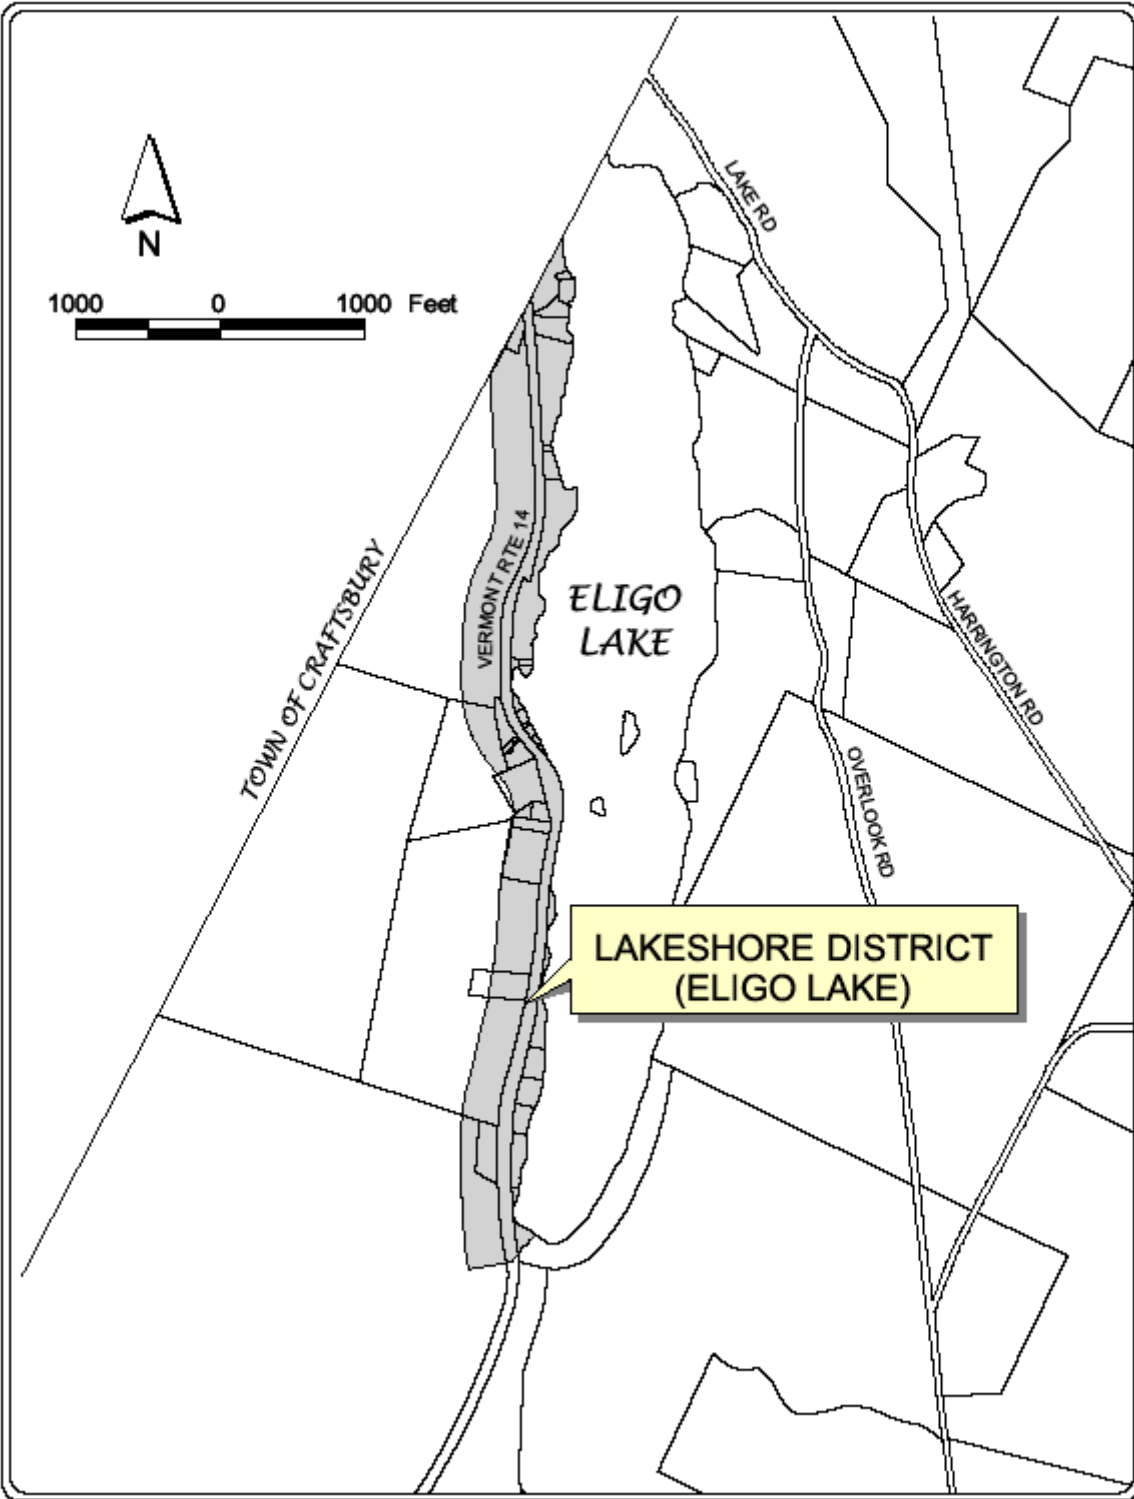 LAKE RD
N
1000 0 1000 Feet
VERMONT RTE 14
TOWN OF CRAFTSBURY
ELIGO
LAKE
HARRINGTON RD
OVERLOOK RD
LAKESHORE DISTRICT
(ELIGO LAKE)